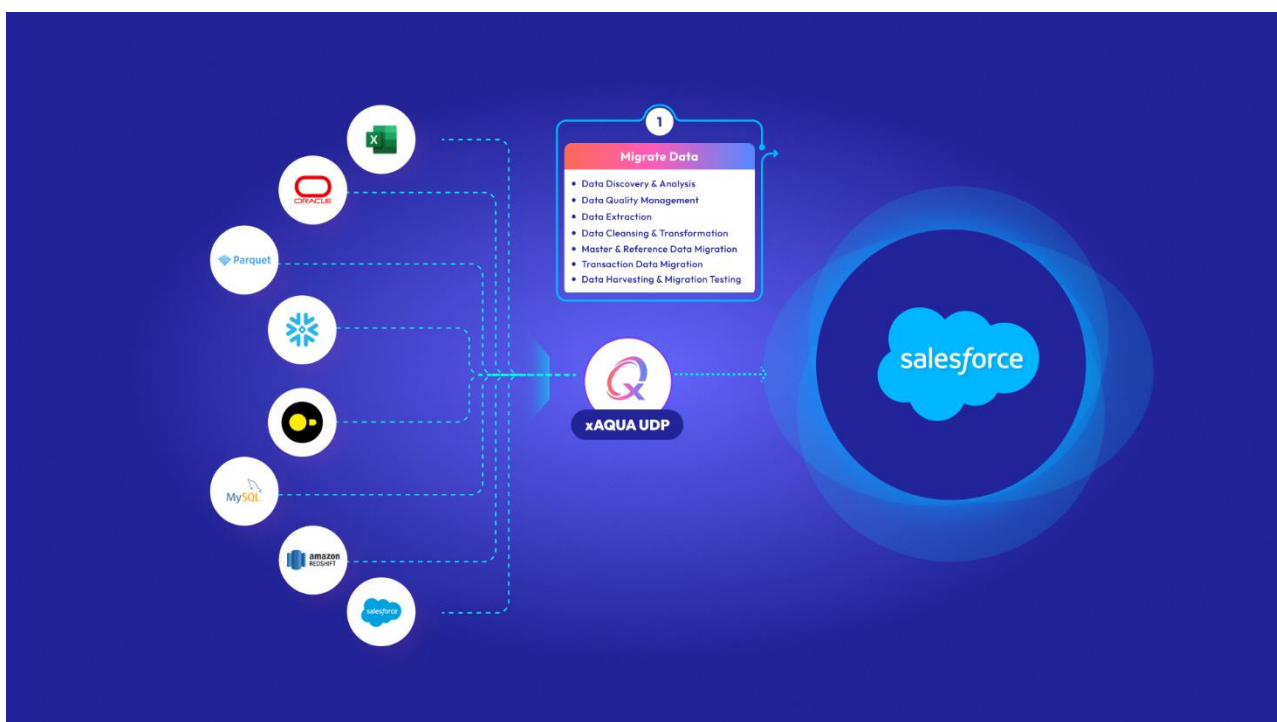 X
ORACLE
Parquet
MySQL
amazon
REDSHIFT
salesforce
1
Migrate Data
• Data Discovery & Analysis
• Data Quality Management
• Data Extraction
• Data Cleansing & Transformation
• Master & Reference Data Migration
• Transaction Data Migration
• Data Harvesting & Migration Testing
xAQUA UDP
salesforce